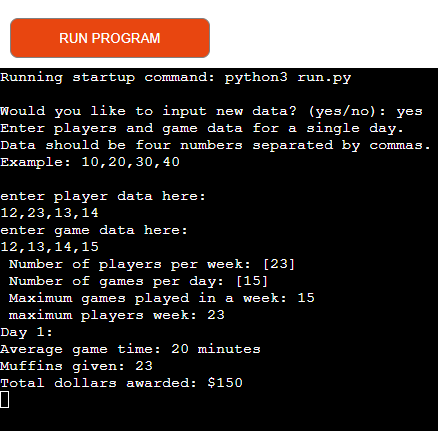 RUN PROGRAM
Running startup command: python3 run.py
Would you like to input new data? (yes/no): yes
Enter players and game data for a single day.
Data should be four numbers separated by commas.
Example: 10,20,30,40
enter player data here:
12,23,13,14
enter game data here:
12,13,14,15
Number of players per week: [23]
Number of games per day: [15]
Maximum games played in a week: 15
maximum players week: 23
Day 1:
Average game time: 20 minutes
Muffins given: 23
Total dollars awarded: $150